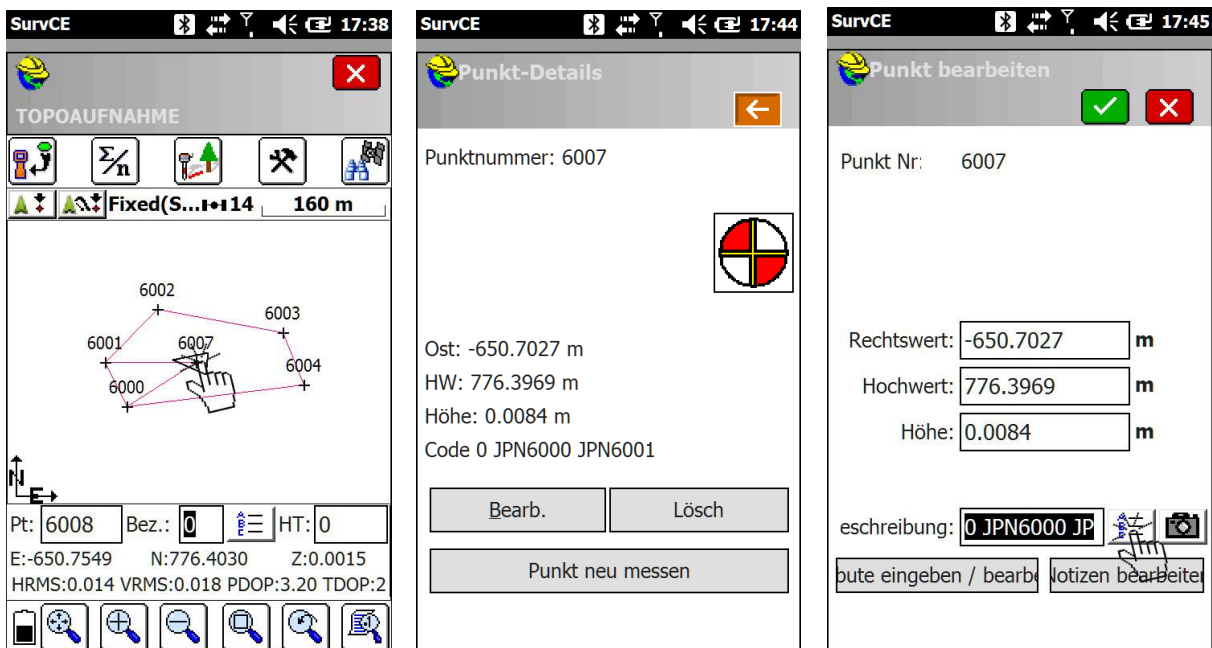 SurvCE 17:38
TOPOAUFNAHME
Σ/n
Fixed(S... 14 160 m
6002
6003
6001 6007
6004
6000
N
E
Pt: 6008 Bez.: 0 HT: 0
E:-650.7549 N:776.4030 Z:0.0015
HRMS:0.014 VRMS:0.018 PDOP:3.20 TDOP:2
SurvCE 17:44
Punkt-Details
Punktnummer: 6007
Ost: -650.7027 m
HW: 776.3969 m
Höhe: 0.0084 m
Code 0 JPN6000 JPN6001
Bearb. Lösch
Punkt neu messen
SurvCE 17:45
Punkt bearbeiten
Punkt Nr: 6007
Rechtswert: -650.7027 m
Hochwert: 776.3969 m
Höhe: 0.0084 m
eschreibung: 0 JPN6000 JP
bute eingeben / bearbe Notizen bearbeiter